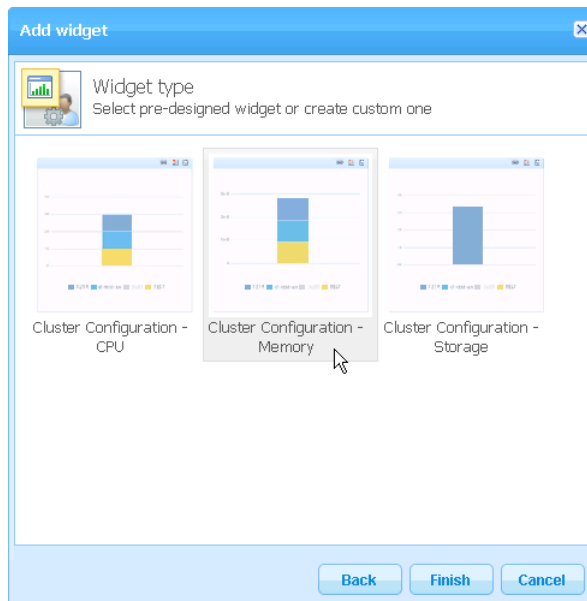 Add widget
Widget type
Select pre-designed widget or create custom one
Cluster Configuration -
CPU
Cluster Configuration -
Memory
Cluster Configuration -
Storage
Back
Finish
Cancel